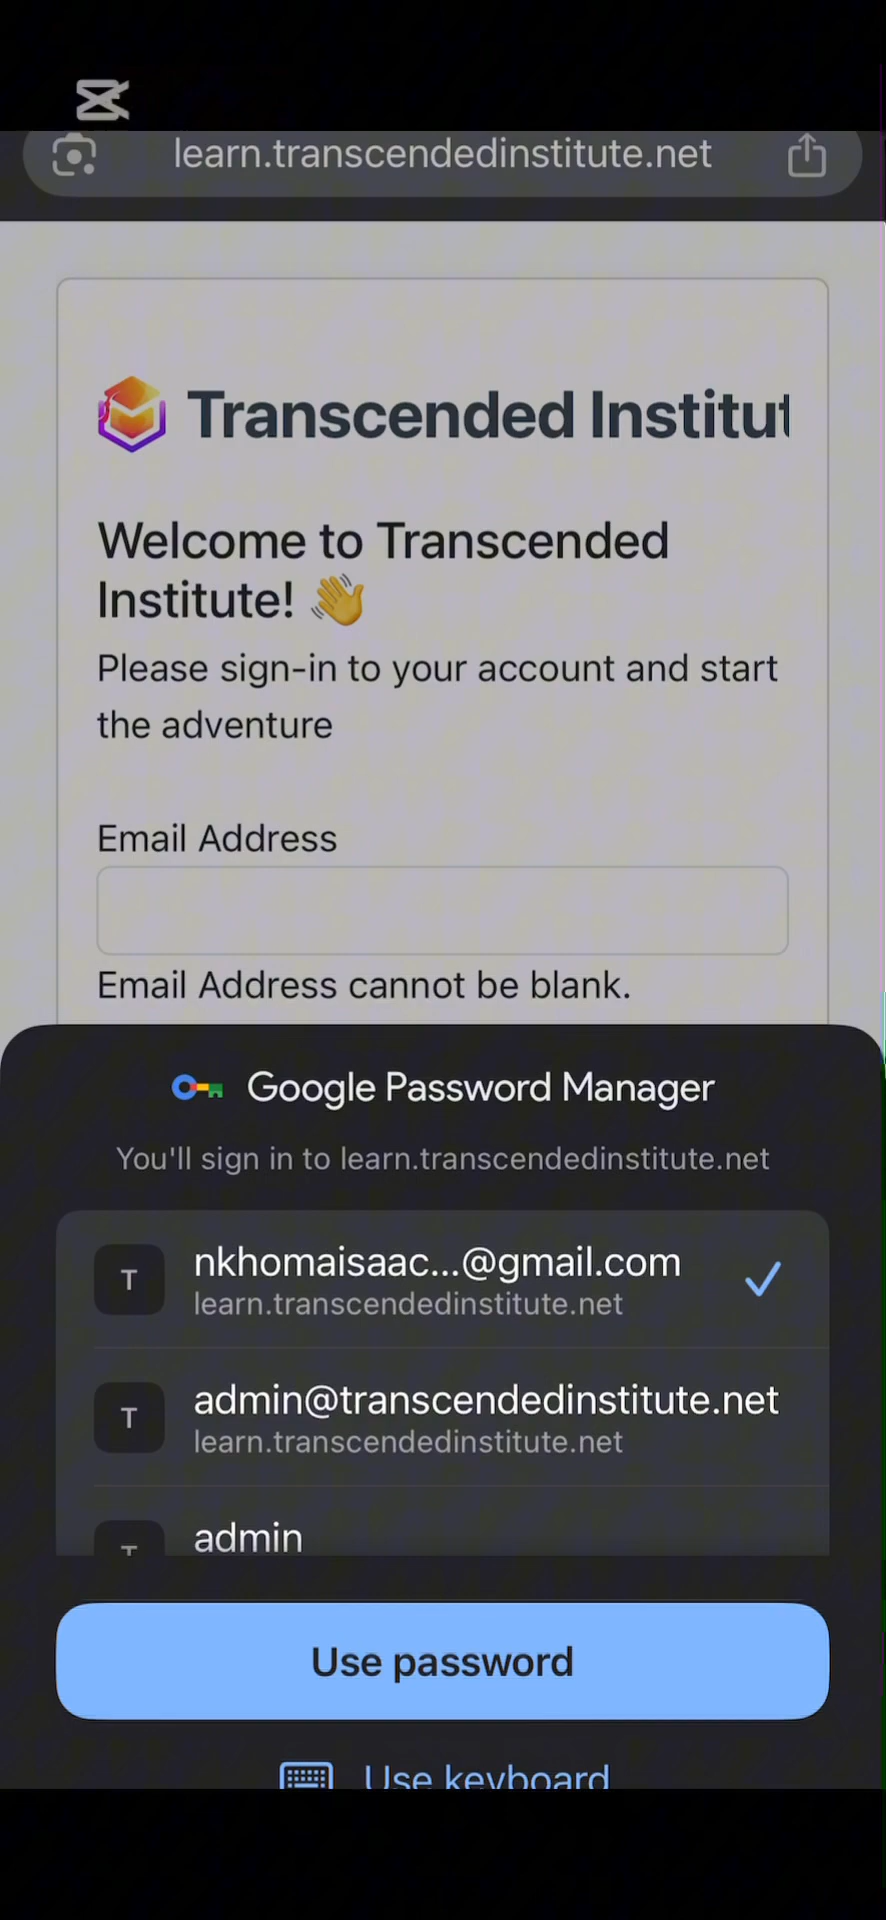 learn.transcendedinstitute.net
Transcended Institut
Welcome to Transcended
Institute! 👋
Please sign-in to your account and start
the adventure
Email Address
Email Address cannot be blank.
Google Password Manager
You'll sign in to learn.transcendedinstitute.net
T
nkhomaisaac...@gmail.com
learn.transcendedinstitute.net
T
admin@transcendedinstitute.net
learn.transcendedinstitute.net
T
admin
Use password
Use keyboard